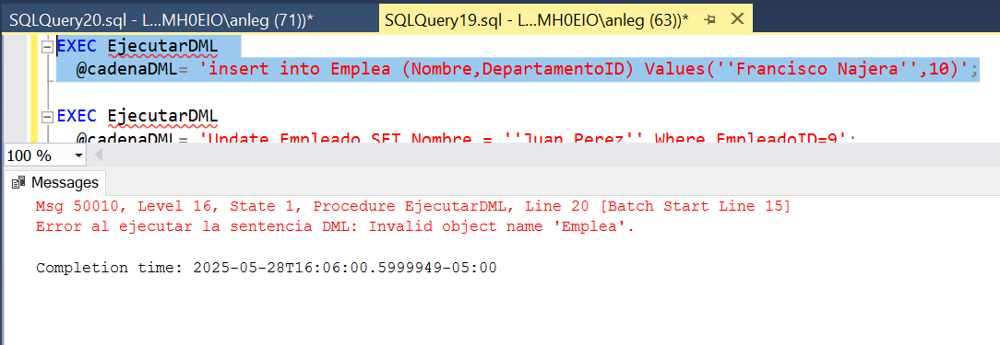 SQLQuery20.sql - L...MH0EIO\anleg (71))*
SQLQuery19.sql - L...MH0EIO\anleg (63))*
EXEC EjecutarDML
@cadenaDML= 'insert into Emplea (Nombre,DepartamentoID) Values(''Francisco Najera'',10)';
EXEC EjecutarDML
@cadenaDML= 'Update Empleado SET Nombre = ''Juan Perez'' Where EmpleadoID=9';
100 %
Messages
Msg 50010, Level 16, State 1, Procedure EjecutarDML, Line 20 [Batch Start Line 15]
Error al ejecutar la sentencia DML: Invalid object name 'Emplea'.
Completion time: 2025-05-28T16:06:00.5999949-05:00